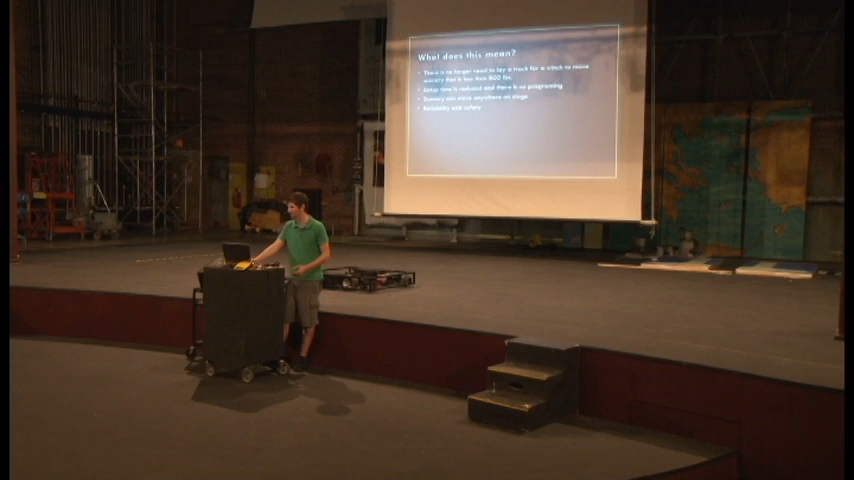 What does this mean?
• There is no longer need to lay a track for a winch to move
scenery that is less than 800 lbs.
• Setup time is reduced and there is no programing
• Scenery can move anywhere on stage
• Reliability and safety